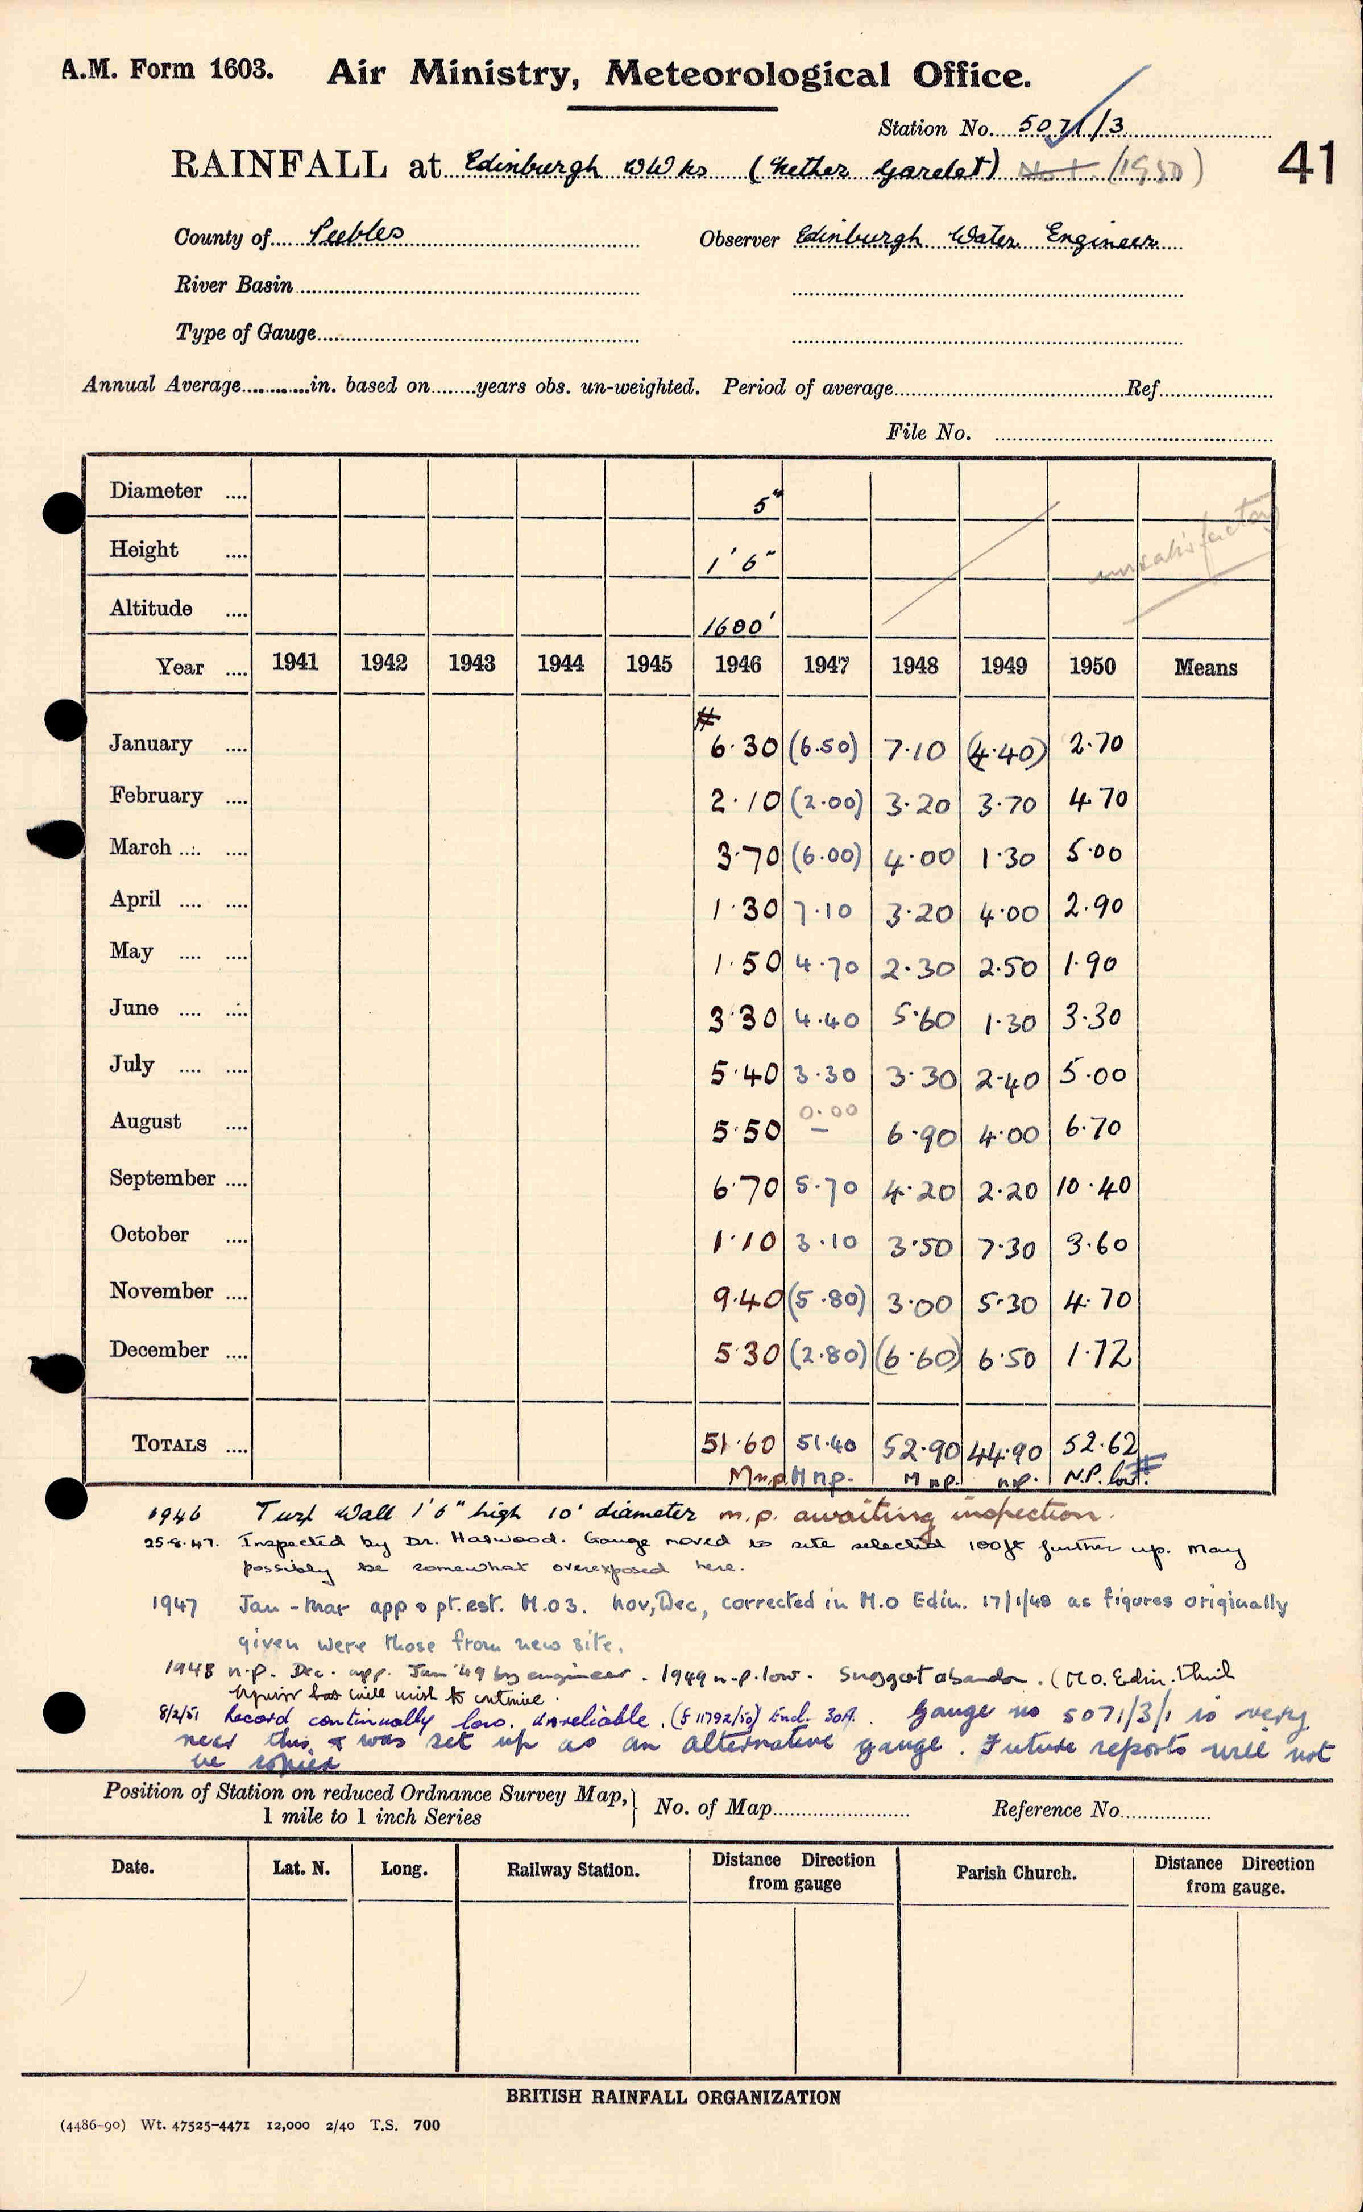 A.M. Form 1603. Air Ministry, Meteorological Office.
Station No. 5071/3
RAINFALL at Edinburgh WWks (Nether Gardet) No 1. (1950)
41
County of Peebles Observer Edinburgh Water Engineer
River Basin
Type of Gauge
Annual Average in. based on years obs. un-weighted. Period of average Ref
File No.
Diameter 5"
Height 1' 6"
Altitude 1600'
unsatisfactory
Year 1941 1942 1943 1944 1945 1946 1947 1948 1949 1950 Means
#
January 6.30 (6.50) 7.10 (4.40) 2.70
February 2.10 (2.00) 3.20 3.70 4.70
March 3.70 (6.00) 4.00 1.30 5.00
April 1.30 7.10 3.20 4.00 2.90
May 1.50 4.70 2.30 2.50 1.90
June 3.30 4.40 5.60 1.30 3.30
July 5.40 3.30 3.30 2.40 5.00
0.00
August 5.50 – 6.90 4.00 6.70
September 6.70 5.70 4.20 2.20 10.40
October 1.10 3.10 3.50 7.30 3.60
November 9.40 (5.80) 3.00 5.30 4.70
December 5.30 (2.80) (6.60) 6.50 1.72
TOTALS 51.60 51.40 52.90 44.90 52.62
M n.p. M n.p. M n.p. n.p. N.P. low. #
1946 Turf Wall 1'6" high 10' diameter m.p. awaiting inspection.
25.8.47. Inspected by Dr. Harwood. Gauge moved to site selected 100ft further up. May
possibly be somewhat overexposed here.
1947 Jan-Mar app & pt. est. M.O3. Nov, Dec, corrected in M.O Edin. 17/1/48 as figures originally
given were those from new site.
1948 n.p. Dec. app. Jan '49 by engineer. 1949 n.p. low. Suggest abandon. (M.O. Edin. think
will wish to continue.
8/2/51 Record continually low. Unreliable. (S 11792/50) Encl. 30A. Gauge no 5071/3/1 is very
near this, & was set up as an alternative gauge. Future reports will not
be copied
Position of Station on reduced Ordnance Survey Map, } No. of Map Reference No.
1 mile to 1 inch Series
Date. Lat. N. Long. Railway Station. Distance Direction from gauge Parish Church. Distance Direction from gauge.
BRITISH RAINFALL ORGANIZATION
(4486-90) Wt. 47525-4471 12,000 2/40 T.S. 700